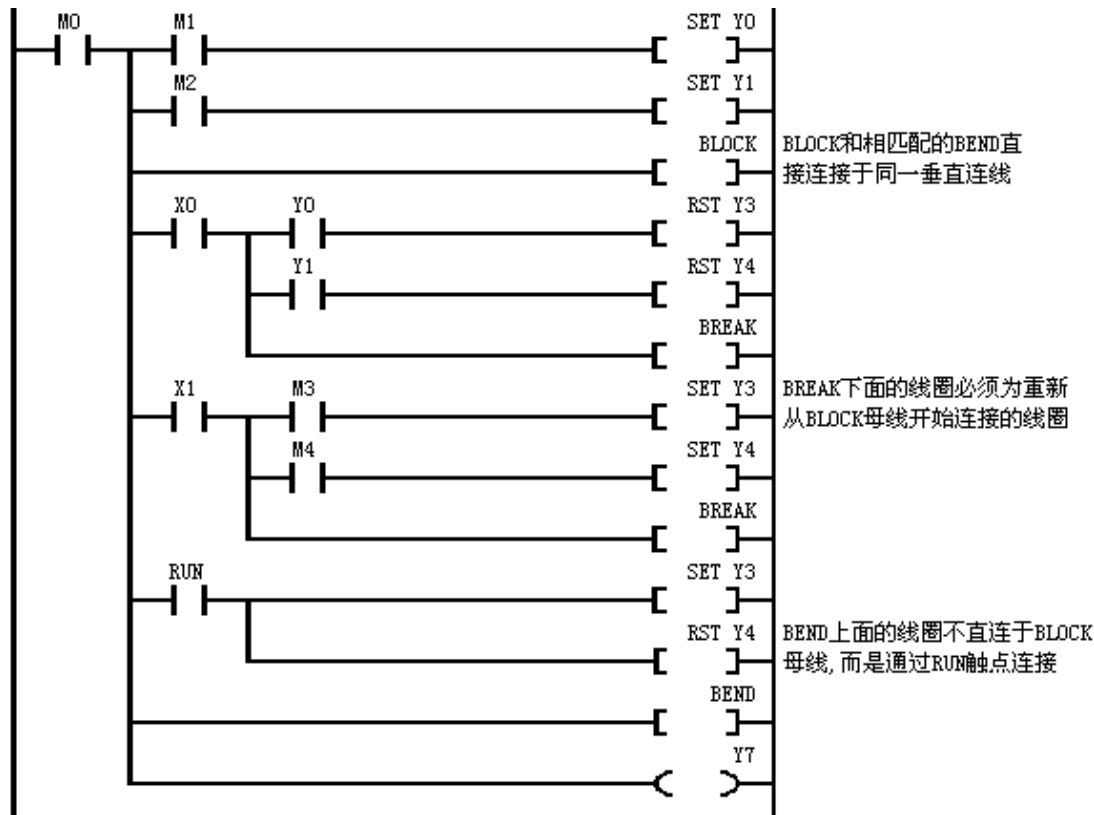 M0 M1 SET Y0
M2 SET Y1
BLOCK BLOCK和相匹配的BEND直
接连接于同一垂直连线
X0 Y0 RST Y3
Y1 RST Y4
BREAK
X1 M3 SET Y3 BREAK下面的线圈必须为重新
从BLOCK母线开始连接的线圈
M4 SET Y4
BREAK
RUN SET Y3
RST Y4 BEND上面的线圈不直连于BLOCK
母线,而是通过RUN触点连接
BEND
Y7